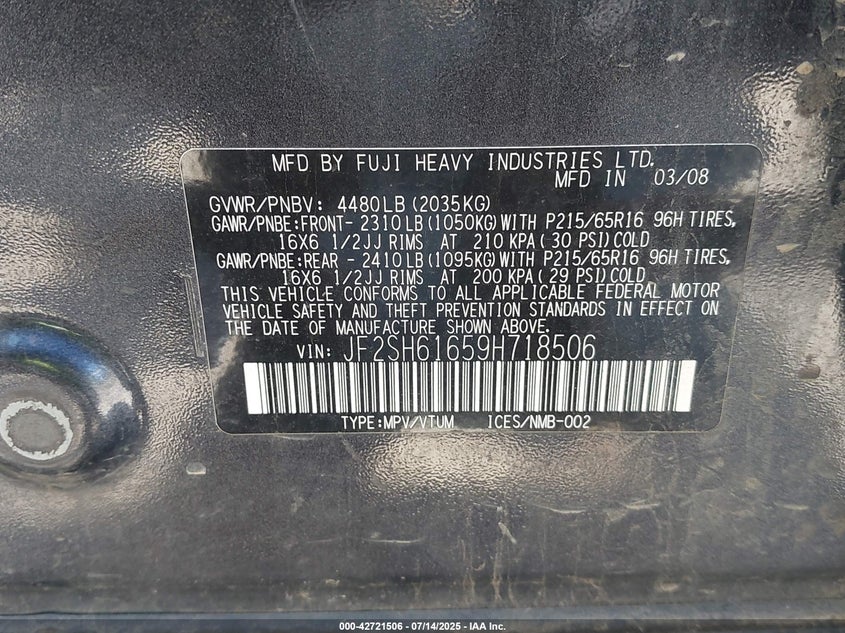 MFD BY FUJI HEAVY INDUSTRIES LTD.
MFD IN 03/08
GVWR/PNBV: 4480LB (2035KG)
GAWR/PNBE:FRONT- 2310LB(1050KG)WITH P215/65R16 96H TIRES,
16X6 1/2JJ RIMS AT 210 KPA( 30 PSI)COLD
GAWR/PNBE:REAR - 2410LB(1095KG)WITH P215/65R16 96H TIRES,
16X6 1/2JJ RIMS AT 200 KPA( 29 PSI)COLD
THIS VEHICLE CONFORMS TO ALL APPLICABLE FEDERAL MOTOR
VEHICLE SAFETY AND THEFT PREVENTION STANDARDS IN EFFECT ON
THE DATE OF MANUFACTURE SHOWN ABOVE.
VIN: JF2SH61659H718506
TYPE:MPV/VTUM ICES/NMB-002
000-42721506 - 07/14/2025 - IAA Inc.